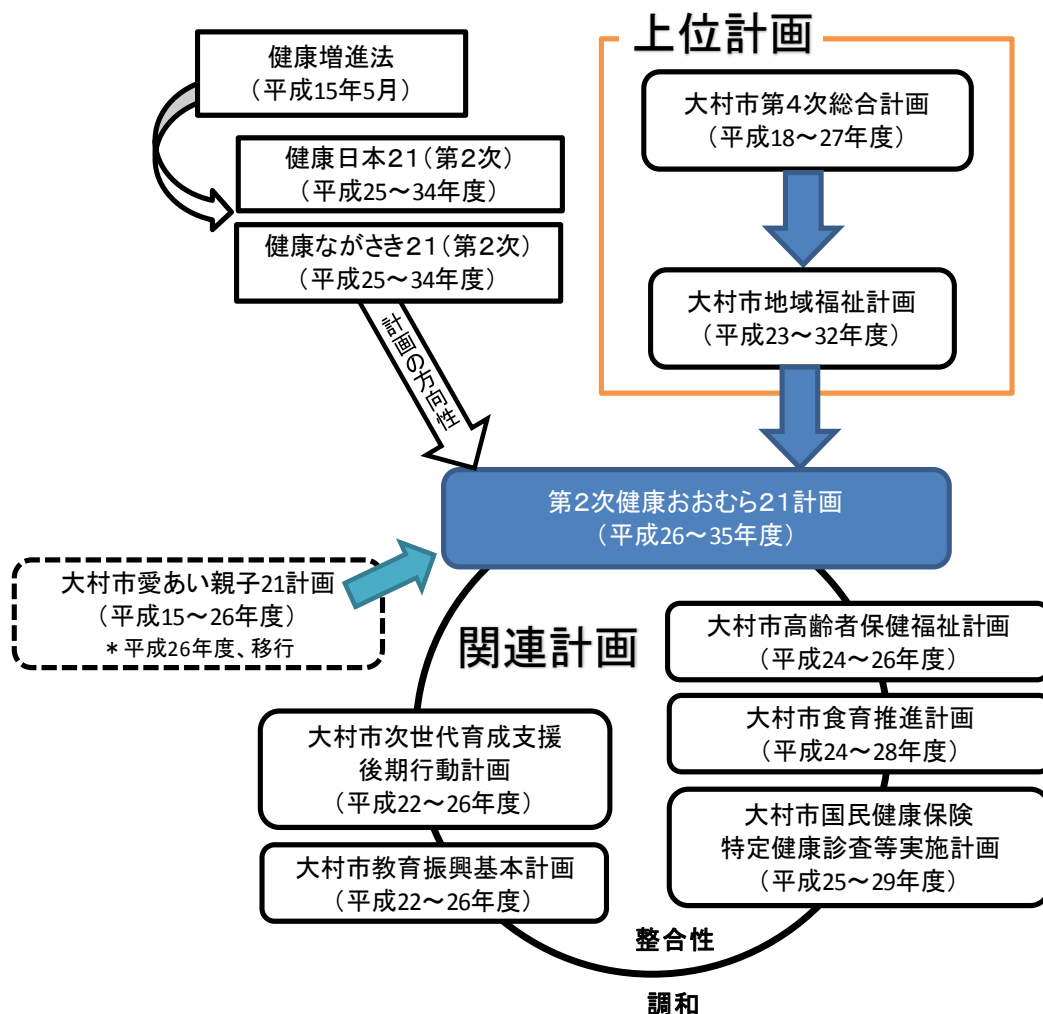 健康増進法
（平成15年5月）
健康日本２１（第２次）
（平成25～34年度）
健康ながさき２１（第２次）
（平成25～34年度）
計画の方向性
上位計画
大村市第４次総合計画
（平成18～27年度）
大村市地域福祉計画
（平成23～32年度）
第２次健康おおむら２１計画
（平成26～35年度）
大村市愛あい親子21計画
（平成15～26年度）
＊平成26年度、移行
関連計画
大村市次世代育成支援
後期行動計画
（平成22～26年度）
大村市教育振興基本計画
（平成22～26年度）
大村市高齢者保健福祉計画
（平成24～26年度）
大村市食育推進計画
（平成24～28年度）
大村市国民健康保険
特定健康診査等実施計画
（平成25～29年度）
整合性
調和